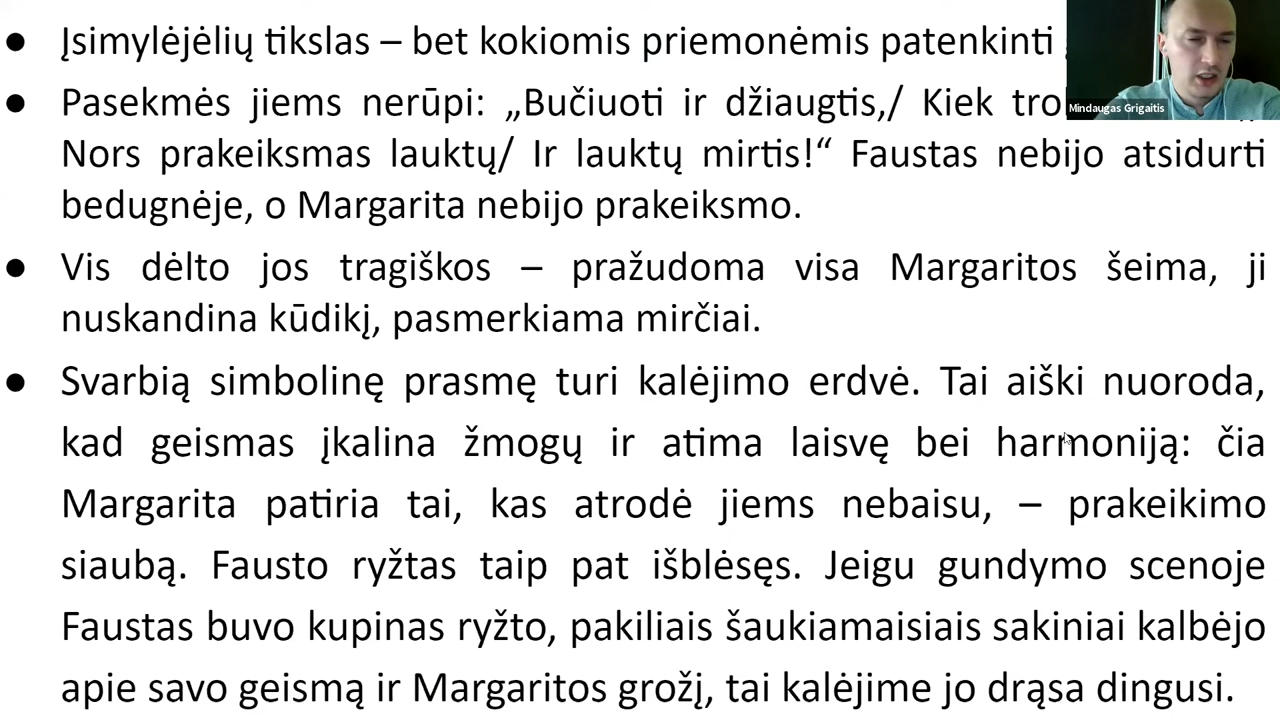 ● Įsimylėjėlių tikslas – bet kokiomis priemonėmis patenkinti
Mindaugas Grigaitis
● Pasekmės jiems nerūpi: „Bučiuoti ir džiaugtis,/ Kiek
Nors prakeiksmas lauktų/ Ir lauktų mirtis!“ Faustas nebijo atsidurti
bedugnėje, o Margarita nebijo prakeiksmo.
● Vis dėlto jos tragiškos – pražudoma visa Margaritos šeima, ji
nuskandina kūdikį, pasmerkiama mirčiai.
● Svarbią simbolinę prasmę turi kalėjimo erdvė. Tai aiški nuoroda,
kad geismas įkalina žmogų ir atima laisvę bei harmoniją: čia
Margarita patiria tai, kas atrodė jiems nebaisu, – prakeikimo
siaubą. Fausto ryžtas taip pat išblėsęs. Jeigu gundymo scenoje
Faustas buvo kupinas ryžto, pakiliais šaukiamaisiais sakiniai kalbėjo
apie savo geismą ir Margaritos grožį, tai kalėjime jo drąsa dingusi.